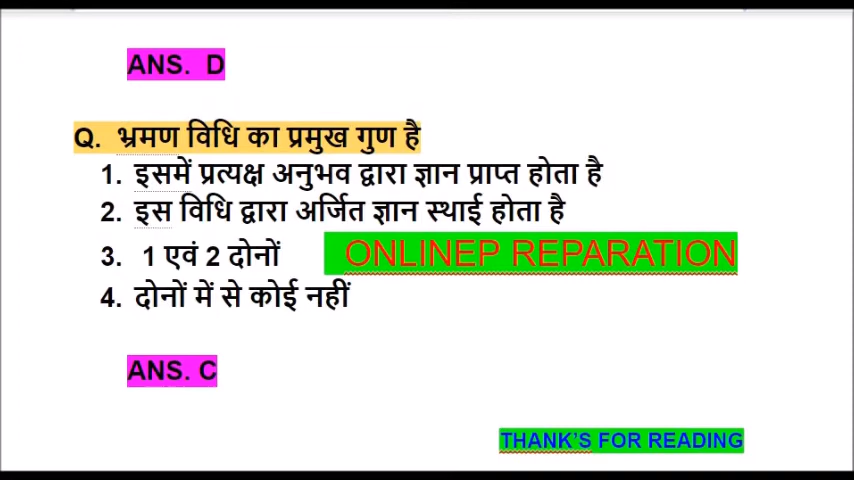 ANS. D
Q. भ्रमण विधि का प्रमुख गुण है
1. इसमें प्रत्यक्ष अनुभव द्वारा ज्ञान प्राप्त होता है
2. इस विधि द्वारा अर्जित ज्ञान स्थाई होता है
3. 1 एवं 2 दोनों ONLINEP REPARATION
4. दोनों में से कोई नहीं
ANS. C
THANK'S FOR READING